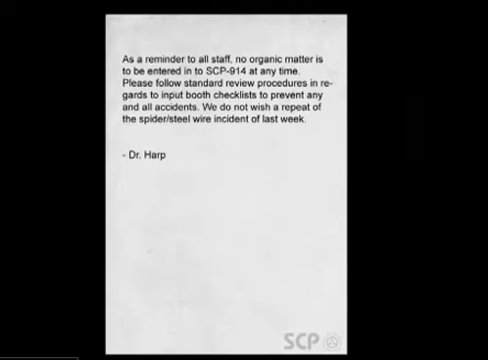 As a reminder to all staff, no organic matter is
to be entered in to SCP-914 at any time.
Please follow standard review procedures in re-
gards to input booth checklists to prevent any
and all accidents. We do not wish a repeat of
the spider/steel wire incident of last week.
- Dr. Harp
SCP